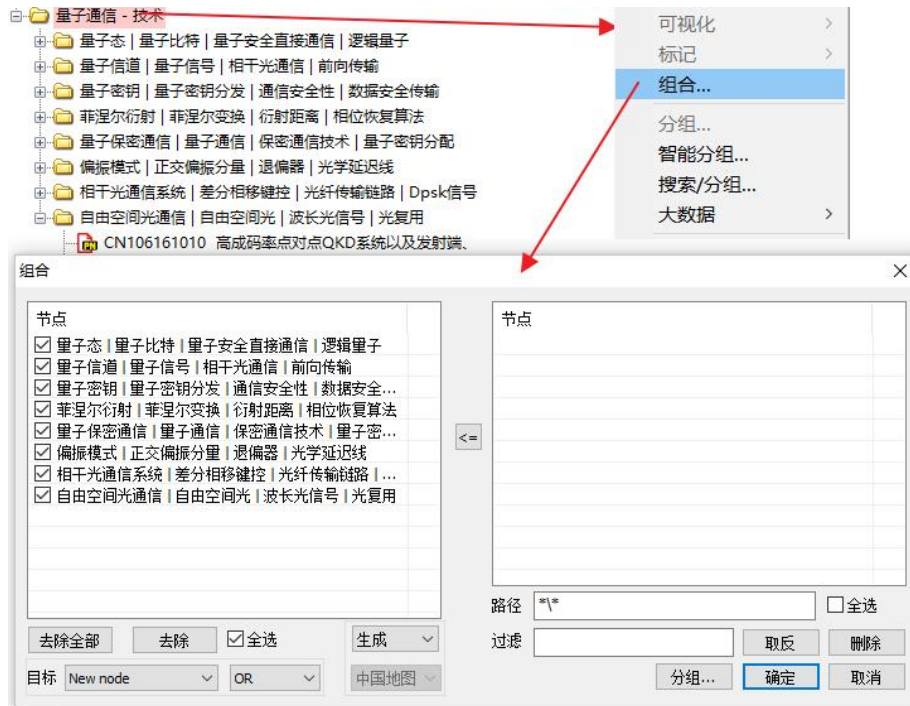 量子通信 - 技术
量子态 | 量子比特 | 量子安全直接通信 | 逻辑量子
量子信道 | 量子信号 | 相干光通信 | 前向传输
量子密钥 | 量子密钥分发 | 通信安全性 | 数据安全传输
菲涅尔衍射 | 菲涅尔变换 | 衍射距离 | 相位恢复算法
量子保密通信 | 量子通信 | 保密通信技术 | 量子密钥分配
偏振模式 | 正交偏振分量 | 退偏器 | 光学延迟线
相干光通信系统 | 差分相移键控 | 光纤传输链路 | Dpsk信号
自由空间光通信 | 自由空间光 | 波长光信号 | 光复用
CN106161010 高成码率点对点QKD系统以及发射端、
可视化
标记
组合...
分组...
智能分组...
搜索/分组...
大数据
组合
节点
量子态 | 量子比特 | 量子安全直接通信 | 逻辑量子
量子信道 | 量子信号 | 相干光通信 | 前向传输
量子密钥 | 量子密钥分发 | 通信安全性 | 数据安全...
菲涅尔衍射 | 菲涅尔变换 | 衍射距离 | 相位恢复算法
量子保密通信 | 量子通信 | 保密通信技术 | 量子密...
偏振模式 | 正交偏振分量 | 退偏器 | 光学延迟线
相干光通信系统 | 差分相移键控 | 光纤传输链路 | ...
自由空间光通信 | 自由空间光 | 波长光信号 | 光复用
<=
节点
路径 *\* 全选
过滤 取反 删除
分组... 确定 取消
去除全部 去除 全选 生成
目标 New node OR 中国地图